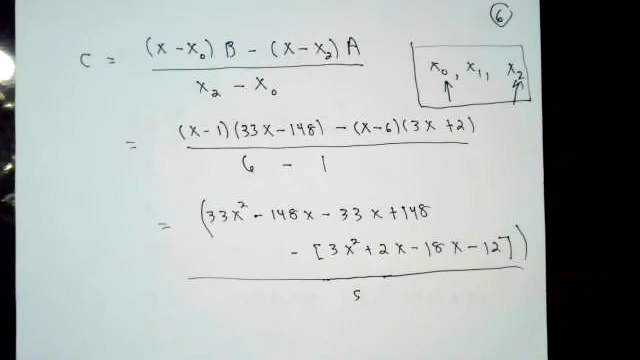 6
C = (x - x₀) B - (x - x₂) A
x₂ - x₀
x₀, x₁, x₂
= (x-1)(33x-148) - (x-6)(3x+2)
6 - 1
= (33x² - 148x - 33x + 148
- [3x² + 2x - 18x - 12])
5